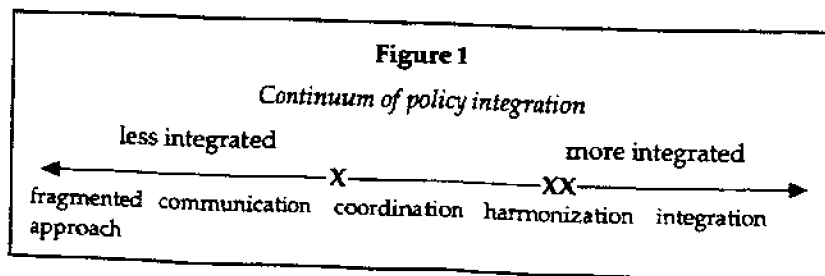 Figure 1
Continuum of policy integration
less integrated more integrated
X XX
fragmented communication coordination harmonization integration
approach